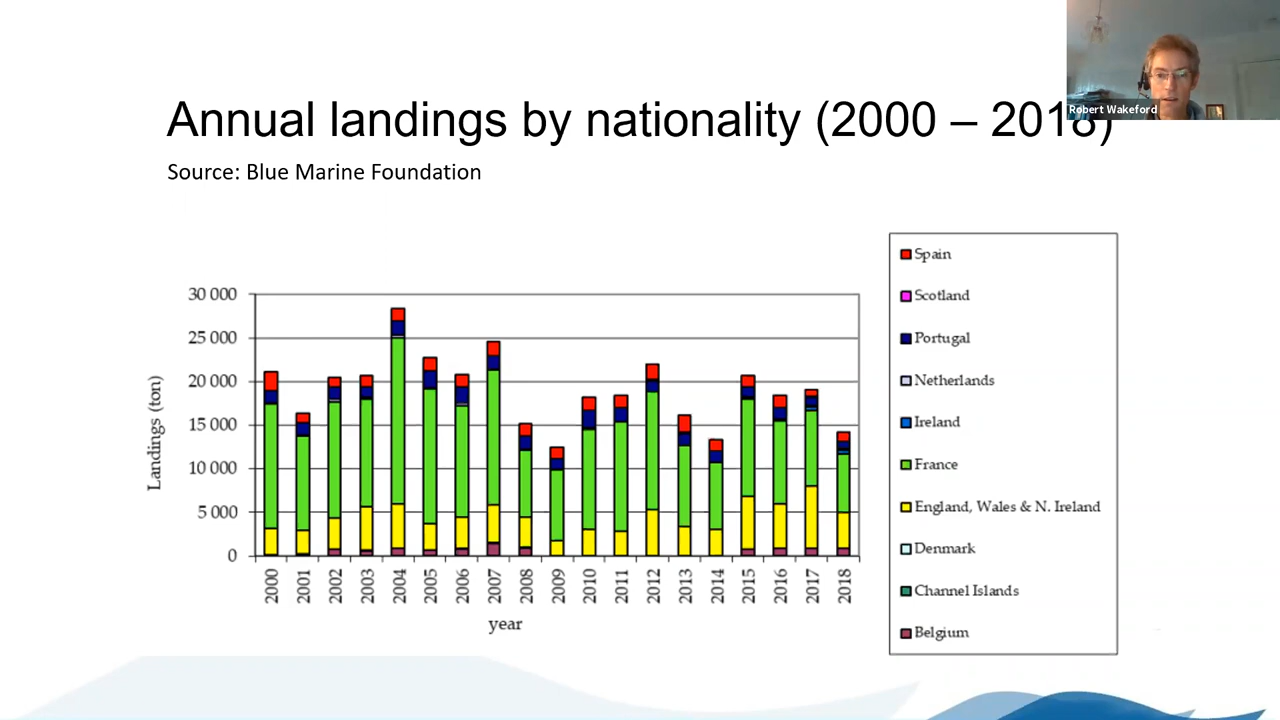 Robert Wakeford
Annual landings by nationality (2000 – 2018)
Source: Blue Marine Foundation
30 000
25 000
20 000
15 000
10 000
5 000
0
Landings (ton)
2000
2001
2002
2003
2004
2005
2006
2007
2008
2009
2010
2011
2012
2013
2014
2015
2016
2017
2018
year
Spain
Scotland
Portugal
Netherlands
Ireland
France
England, Wales & N. Ireland
Denmark
Channel Islands
Belgium